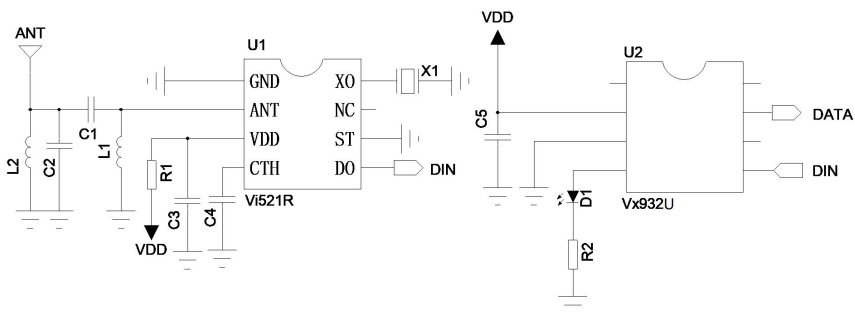 ANT
L2
C2
C1
L1
R1
VDD
C3
C4
U1
GND
ANT
VDD
CTH
XO
NC
ST
DO
Vi521R
X1
DIN
VDD
C5
U2
DATA
DIN
Vx932U
D1
R2